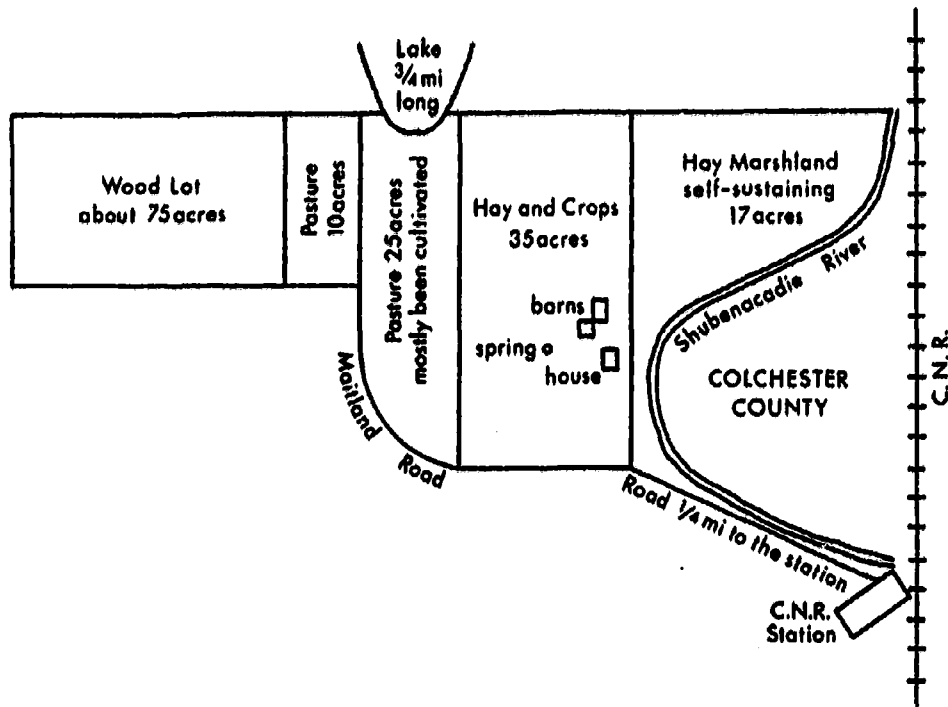 Lake
3/4 mi
long
Wood Lot
about 75 acres
Pasture
10 acres
Pasture 25 acres
mostly been cultivated
Hay and Crops
35 acres
Hay Marshland
self-sustaining
17 acres
Shubenacadie River
barns
spring
house
COLCHESTER
COUNTY
C.N.R.
Maitland Road
Road 1/4 mi to the station
C.N.R.
Station